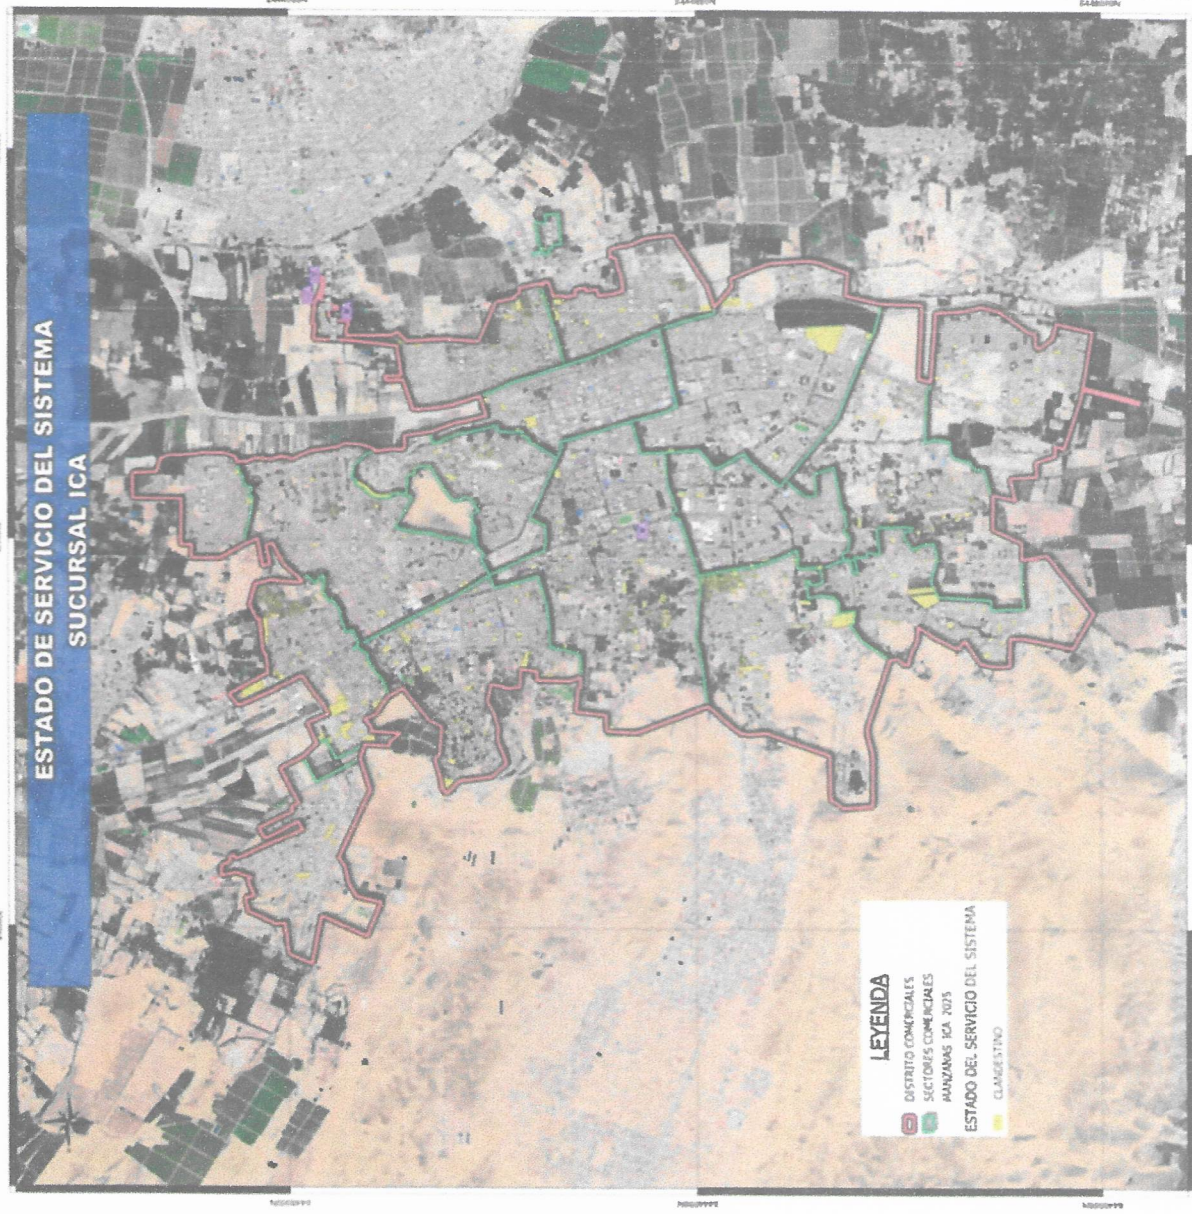 ESTADO DE SERVICIO DEL SISTEMA
SUCURSAL ICA
LEYENDA
DISTRITO COMERCIALES
SECTORES COMERCIALES
MANZANAS ICA 2025
ESTADO DEL SERVICIO DEL SISTEMA
CLANDESTINO